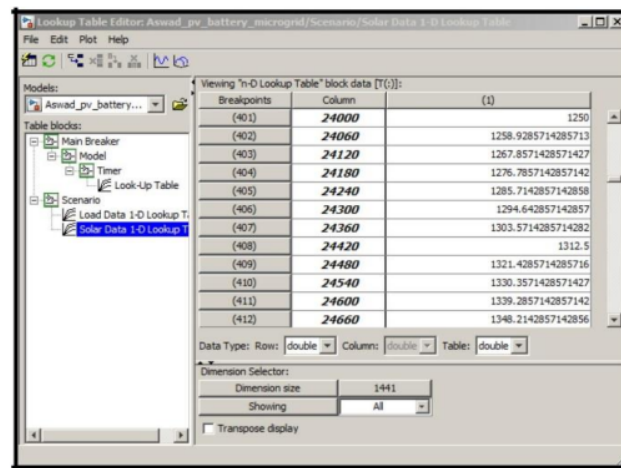 Lookup Table Editor: Aswad_pv_battery_microgrid/Scenario/Solar Data 1-D Lookup Table
File Edit Plot Help
Models:
Aswad_pv_battery...
Table blocks:
Main Breaker
Model
Timer
Look-Up Table
Scenario
Load Data 1-D Lookup T
Solar Data 1-D Lookup T
Viewing "n-D Lookup Table" block data [T(:)]:
Breakpoints Column (1)
(401) 24000 1250
(402) 24060 1258.9285714285713
(403) 24120 1267.8571428571427
(404) 24180 1276.7857142857142
(405) 24240 1285.7142857142858
(406) 24300 1294.642857142857
(407) 24360 1303.5714285714282
(408) 24420 1312.5
(409) 24480 1321.4285714285716
(410) 24540 1330.3571428571427
(411) 24600 1339.2857142857142
(412) 24660 1348.2142857142856
Data Type: Row: double Column: double Table: double
Dimension Selector:
Dimension size 1441
Showing All
Transpose display